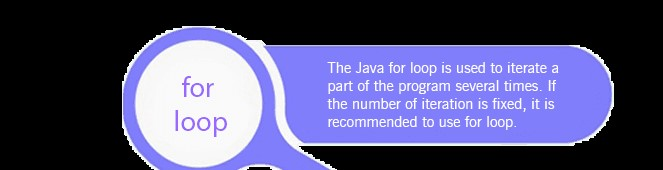 for
loop
The Java for loop is used to iterate a
part of the program several times. If
the number of iteration is fixed, it is
recommended to use for loop.